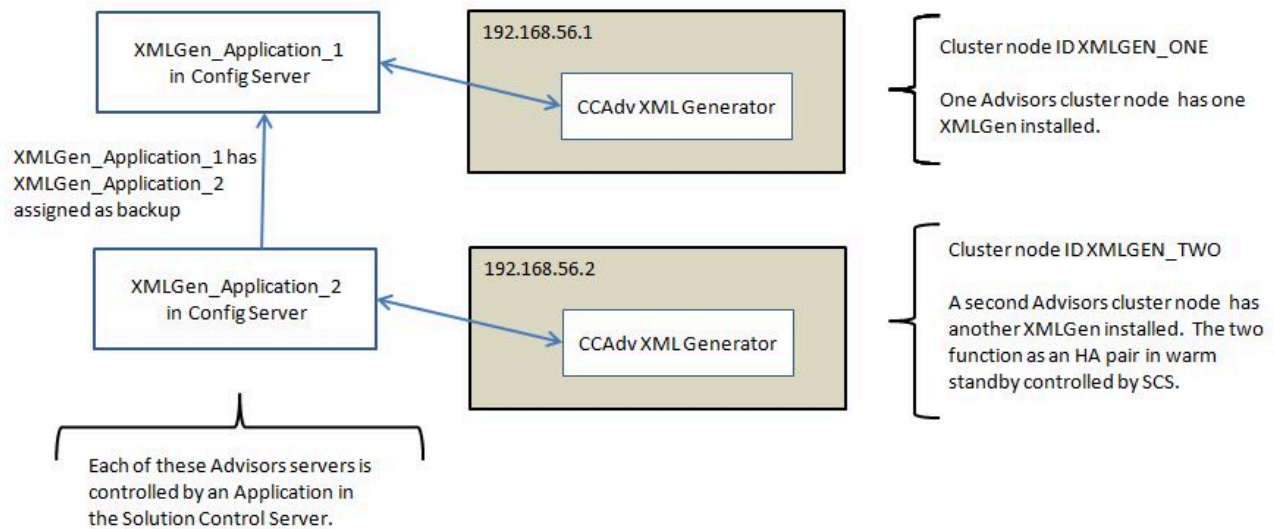 XMLGen_Application_1
in Config Server
192.168.56.1
CCAdv XML Generator
Cluster node ID XMLGEN_ONE
One Advisors cluster node has one
XMLGen installed.
XMLGen_Application_1 has
XMLGen_Application_2
assigned as backup
XMLGen_Application_2
in Config Server
192.168.56.2
CCAdv XML Generator
Cluster node ID XMLGEN_TWO
A second Advisors cluster node has
another XMLGen installed. The two
function as an HA pair in warm
standby controlled by SCS.
Each of these Advisors servers is
controlled by an Application in
the Solution Control Server.